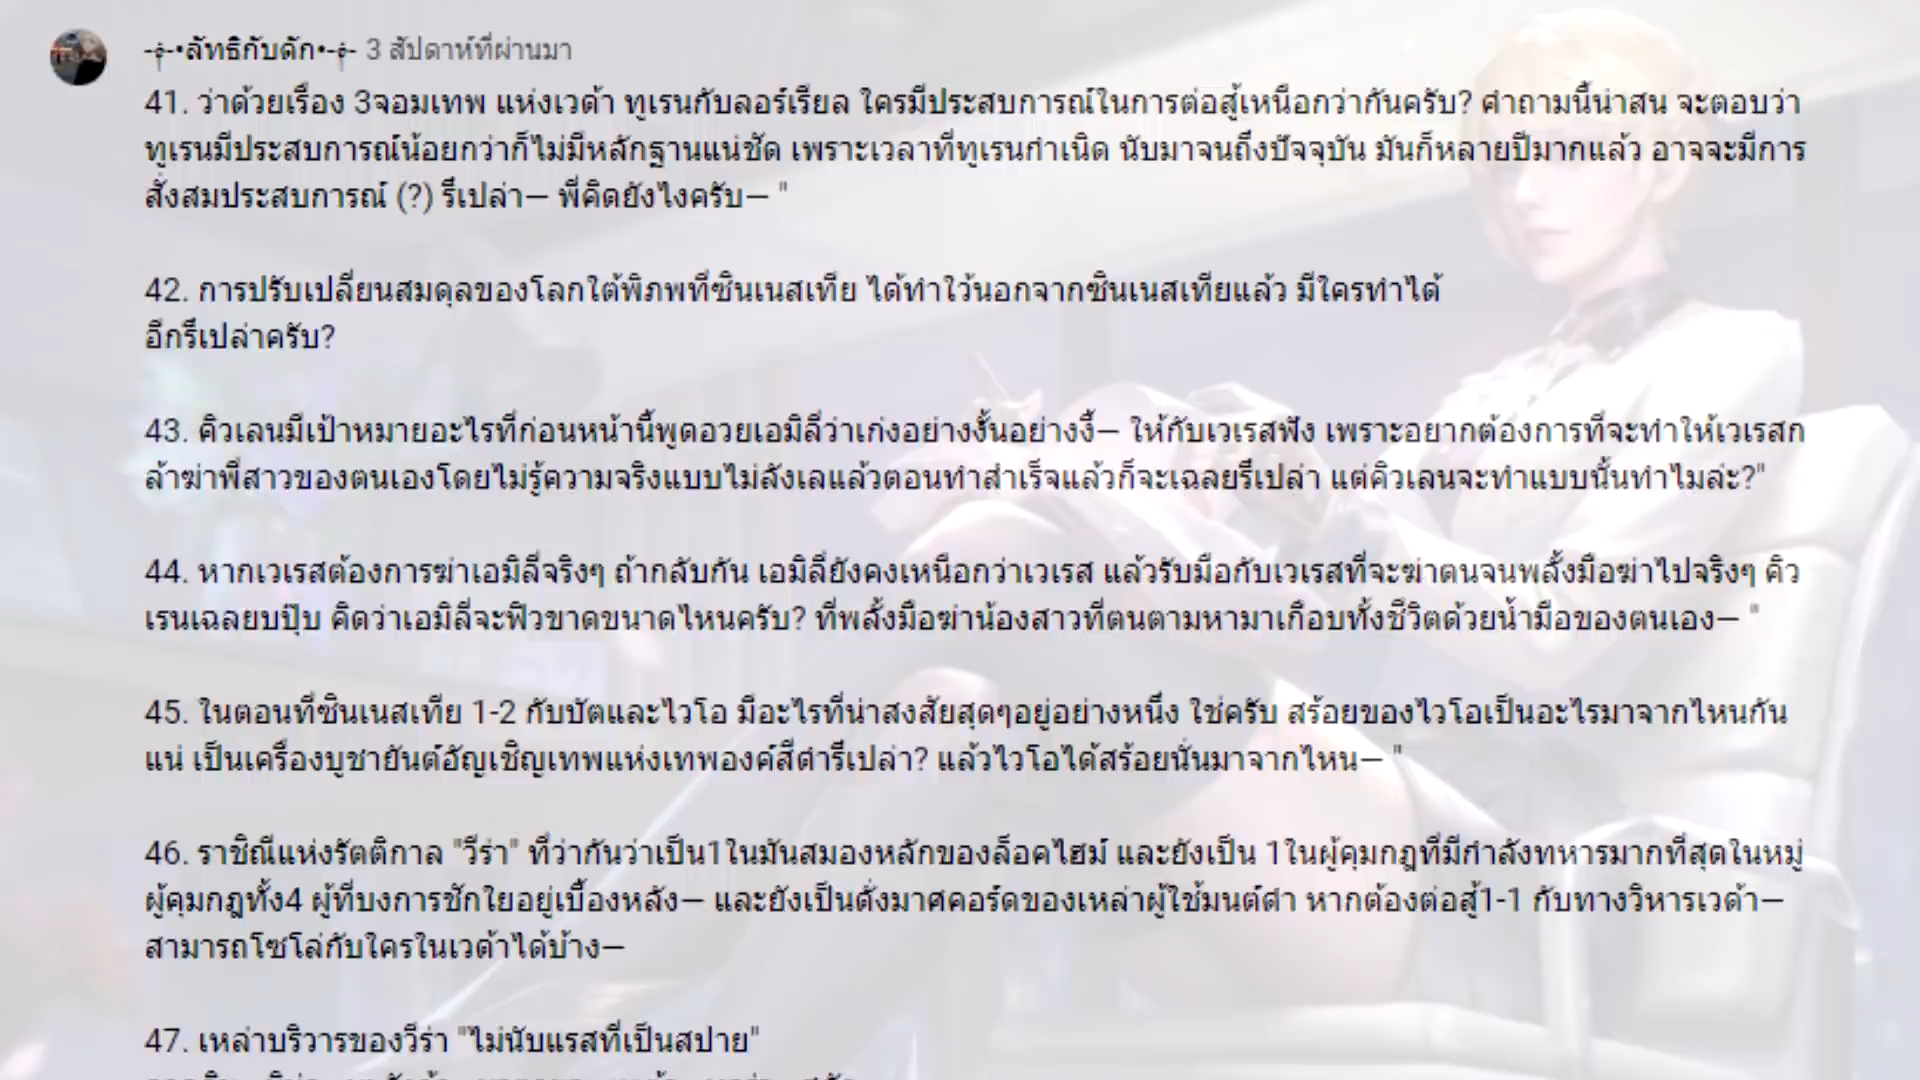 -╬-•ลัทธิกับดัก•-╬- 3 สัปดาห์ที่ผ่านมา
41. ว่าด้วยเรื่อง 3จอมเทพ แห่งเวด้า ทูเรนกับลอร์เรียล ใครมีประสบการณ์ในการต่อสู้เหนือกว่ากันครับ? คำถามนี้น่าสน จะตอบว่า
ทูเรนมีประสบการณ์น้อยกว่าก็ไม่มีหลักฐานแน่ชัด เพราะเวลาที่ทูเรนกำเนิด นับมาจนถึงปัจจุบัน มันก็หลายปีมากแล้ว อาจจะมีการ
สั่งสมประสบการณ์ (?) รึเปล่า— พี่คิดยังไงครับ— "
42. การปรับเปลี่ยนสมดุลของโลกใต้พิภพที่ซินเนสเทีย ได้ทำใว้นอกจากซินเนสเทียแล้ว มีใครทำได้
อีกรึเปล่าครับ?
43. คิวเลนมีเป้าหมายอะไรที่ก่อนหน้านี้พูดอวยเอมิลี่ว่าเก่งอย่างงั้นอย่างงี้— ให้กับเวเรสฟัง เพราะอยากต้องการที่จะทำให้เวเรสก
ล้าฆ่าพี่สาวของตนเองโดยไม่รู้ความจริงแบบไม่ลังเลแล้วตอนทำสำเร็จแล้วก็จะเฉลยรึเปล่า แต่คิวเลนจะทำแบบนั้นทำไมล่ะ?"
44. หากเวเรสต้องการฆ่าเอมิลี่จริงๆ ถ้ากลับกัน เอมิลี่ยังคงเหนือกว่าเวเรส แล้วรับมือกับเวเรสที่จะฆ่าตนจนพลั้งมือฆ่าไปจริงๆ คิว
เรนเฉลยบปุ๊บ คิดว่าเอมิลี่จะฟิวขาดขนาดไหนครับ? ที่พลั้งมือฆ่าน้องสาวที่ตนตามหามาเกือบทั้งชีวิตด้วยน้ำมือของตนเอง— "
45. ในตอนที่ซินเนสเทีย 1-2 กับบัตและไวโอ มีอะไรที่น่าสงสัยสุดๆอยู่อย่างหนึ่ง ใช่ครับ สร้อยของไวโอเป็นอะไรมาจากไหนกัน
แน่ เป็นเครื่องบูชายันต์อัญเชิญเทพแห่งเทพองค์สีดำรึเปล่า? แล้วไวโอได้สร้อยนั่นมาจากไหน— "
46. ราชินีแห่งรัตติกาล "วีร่า" ที่ว่ากันว่าเป็น1ในมันสมองหลักของล็อคไฮม์ และยังเป็น 1ในผู้คุมกฎที่มีกำลังทหารมากที่สุดในหมู่
ผู้คุมกฎทั้ง4 ผู้ที่บงการชักใยอยู่เบื้องหลัง— และยังเป็นดั่งมาศคอร์ดของเหล่าผู้ใช้มนต์ดำ หากต้องต่อสู้1-1 กับทางวิหารเวด้า—
สามารถโซโล่กับใครในเวด้าได้บ้าง—
47. เหล่าบริวารของวีร่า "ไม่นับแรสที่เป็นสปาย"